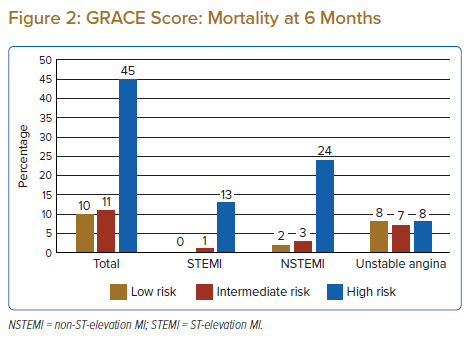 Figure 2: GRACE Score: Mortality at 6 Months
50
45
40
35
30
25
20
15
10
5
0
Percentage
10 11 45
0 1 13
2 3 24
8 7 8
Total STEMI NSTEMI Unstable angina
Low risk Intermediate risk High risk
NSTEMI = non-ST-elevation MI; STEMI = ST-elevation MI.